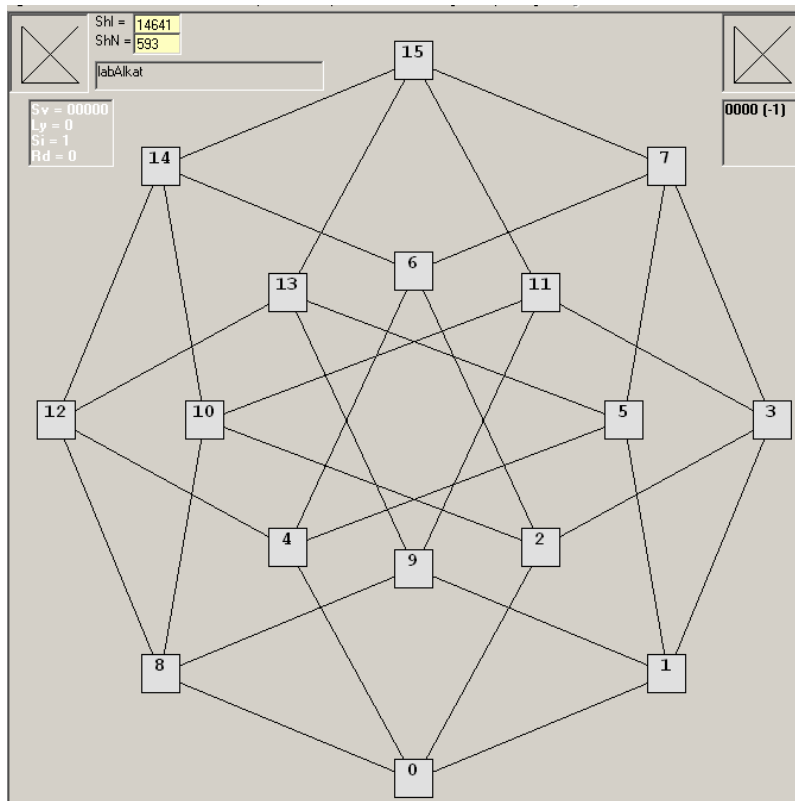 ShI = 14641
ShN = 593
labAlkat
Sv = 00000
Ly = 0
Si = 1
Rd = 0
0000 (-1)
15
14
7
6
13
11
12
10
5
3
4
2
9
8
1
0